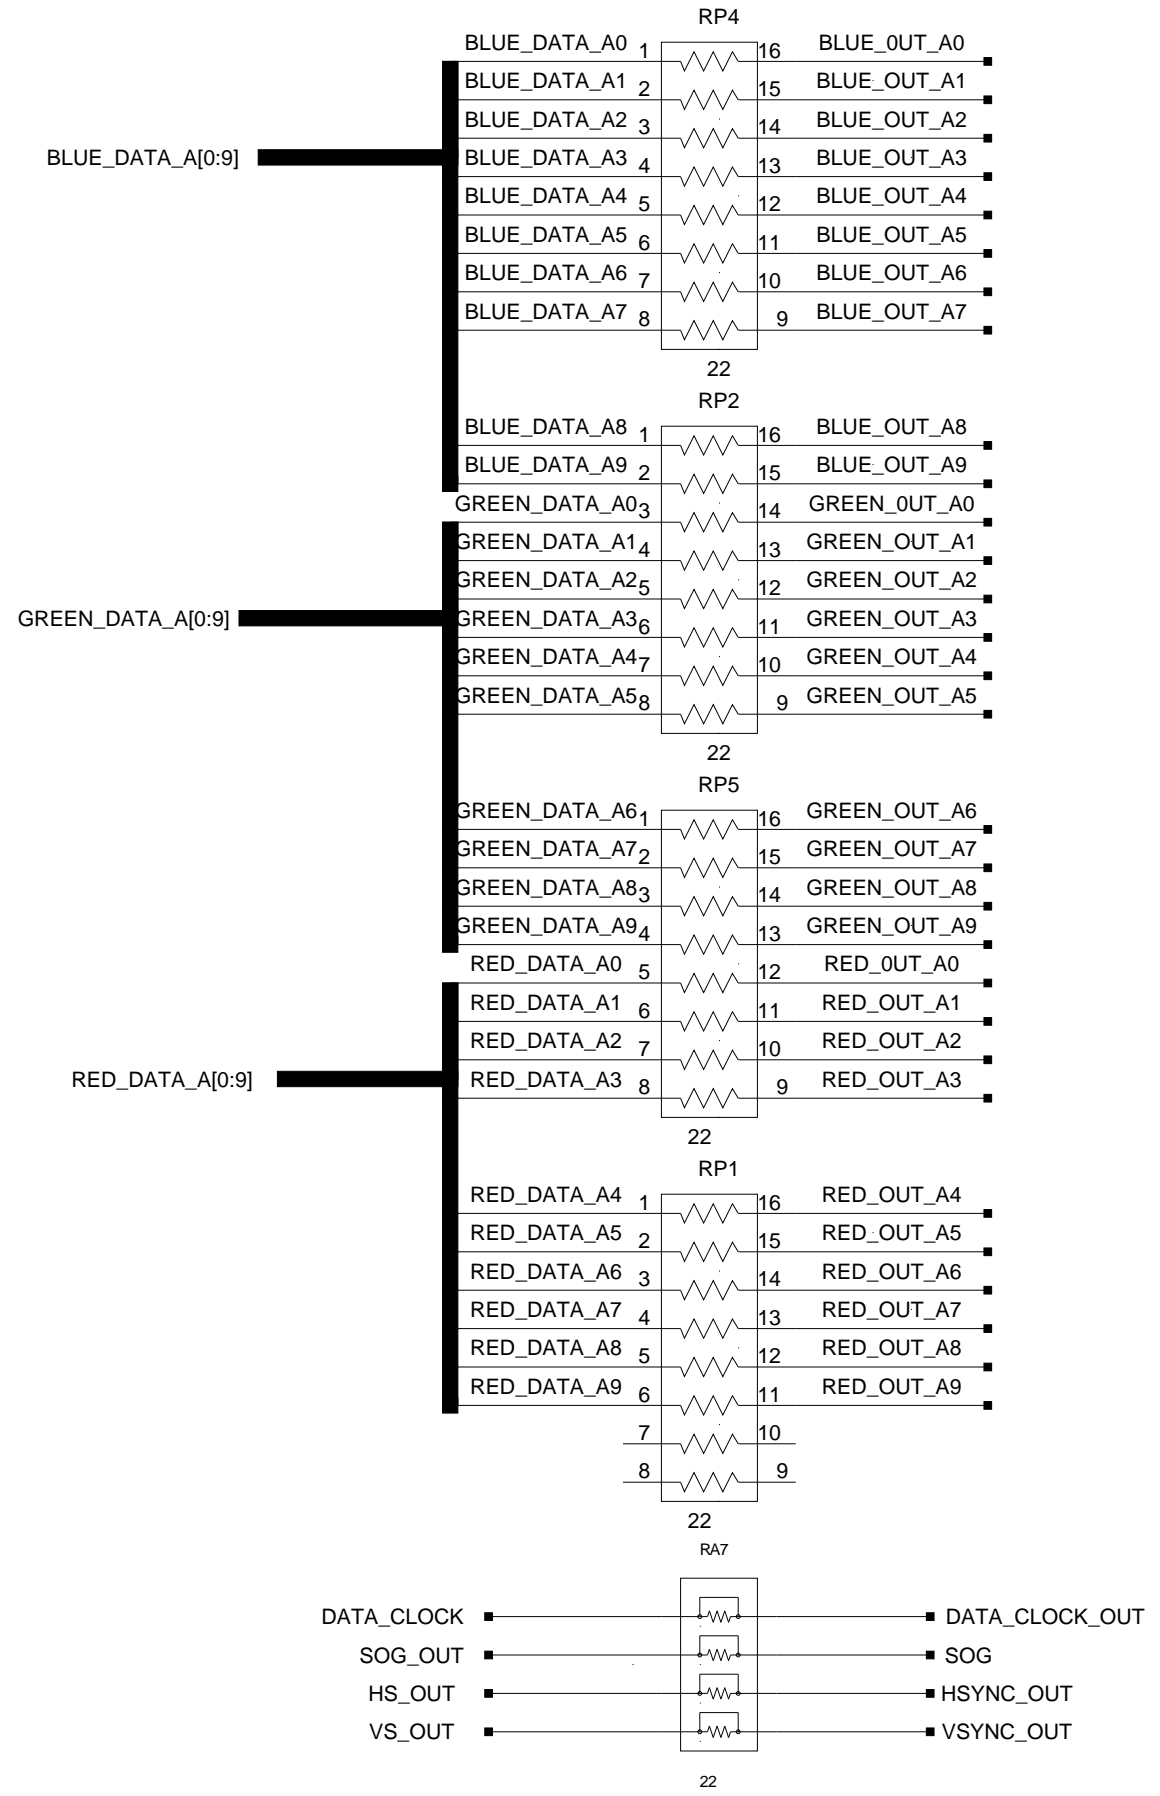 RP4
BLUE_DATA_A0 1 16 BLUE_0UT_A0
BLUE_DATA_A1 2 15 BLUE_OUT_A1
BLUE_DATA_A2 3 14 BLUE_OUT_A2
BLUE_DATA_A[0:9]
BLUE_DATA_A3 4 13 BLUE_OUT_A3
BLUE_DATA_A4 5 12 BLUE_OUT_A4
BLUE_DATA_A5 6 11 BLUE_OUT_A5
BLUE_DATA_A6 7 10 BLUE_OUT_A6
BLUE_DATA_A7 8 9 BLUE_OUT_A7
22
RP2
BLUE_DATA_A8 1 16 BLUE_OUT_A8
BLUE_DATA_A9 2 15 BLUE_OUT_A9
GREEN_DATA_A0 3 14 GREEN_0UT_A0
GREEN_DATA_A1 4 13 GREEN_OUT_A1
GREEN_DATA_A2 5 12 GREEN_OUT_A2
GREEN_DATA_A[0:9]
GREEN_DATA_A3 6 11 GREEN_OUT_A3
GREEN_DATA_A4 7 10 GREEN_OUT_A4
GREEN_DATA_A5 8 9 GREEN_OUT_A5
22
RP5
GREEN_DATA_A6 1 16 GREEN_OUT_A6
GREEN_DATA_A7 2 15 GREEN_OUT_A7
GREEN_DATA_A8 3 14 GREEN_OUT_A8
GREEN_DATA_A9 4 13 GREEN_OUT_A9
RED_DATA_A0 5 12 RED_0UT_A0
RED_DATA_A1 6 11 RED_OUT_A1
RED_DATA_A2 7 10 RED_OUT_A2
RED_DATA_A[0:9]
RED_DATA_A3 8 9 RED_OUT_A3
22
RP1
RED_DATA_A4 1 16 RED_OUT_A4
RED_DATA_A5 2 15 RED_OUT_A5
RED_DATA_A6 3 14 RED_OUT_A6
RED_DATA_A7 4 13 RED_OUT_A7
RED_DATA_A8 5 12 RED_OUT_A8
RED_DATA_A9 6 11 RED_OUT_A9
7 10
8 9
22
RA7
DATA_CLOCK DATA_CLOCK_OUT
SOG_OUT SOG
HS_OUT HSYNC_OUT
VS_OUT VSYNC_OUT
22